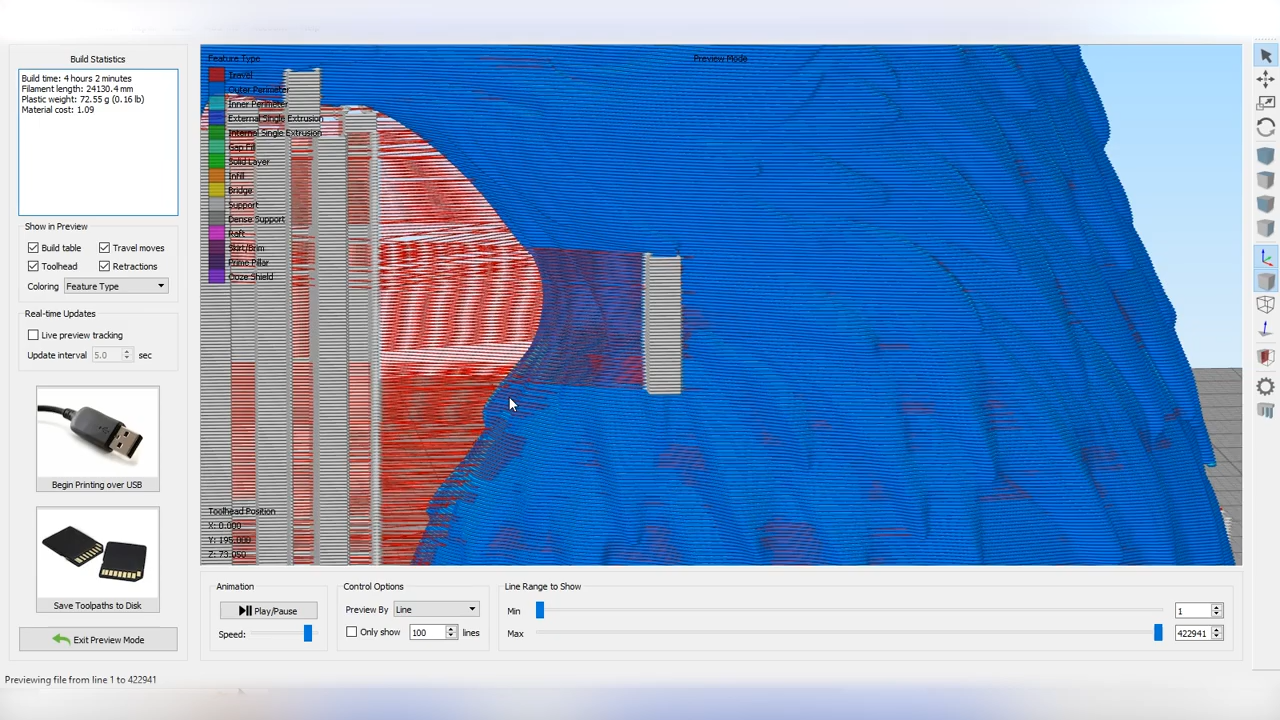 Build Statistics
Build time: 4 hours 2 minutes
Filament length: 24130.4 mm
Plastic weight: 72.55 g (0.16 lb)
Material cost: 1.09
Show in Preview
Build table
Travel moves
Toolhead
Retractions
Coloring
Feature Type
Real-time Updates
Live preview tracking
Update interval
5.0
sec
Begin Printing over USB
Save Toolpaths to Disk
Exit Preview Mode
Previewing file from line 1 to 422941
Feature Type
Travel
Outer Perimeter
Inner Perimeter
External Single Extrusion
Internal Single Extrusion
Gap Fill
Solid Layer
Infill
Bridge
Support
Dense Support
Raft
Skirt/Brim
Prime Pillar
Ooze Shield
Preview Mode
Toolhead Position
X: 0.000
Y: 195.000
Z: 73.050
Animation
Play/Pause
Speed:
Control Options
Preview By
Line
Only show
100
lines
Line Range to Show
Min
1
Max
422941